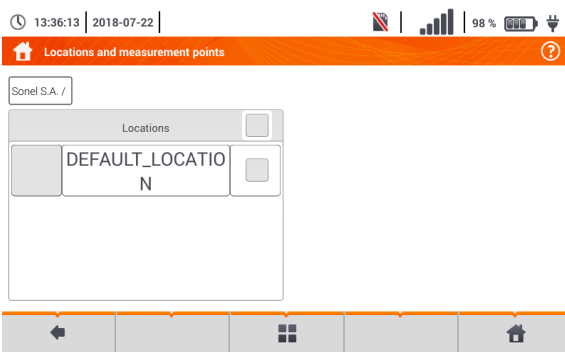 13:36:13 2018-07-22 98 %
Locations and measurement points ?
Sonel S.A. /
Locations
DEFAULT_LOCATIO
N